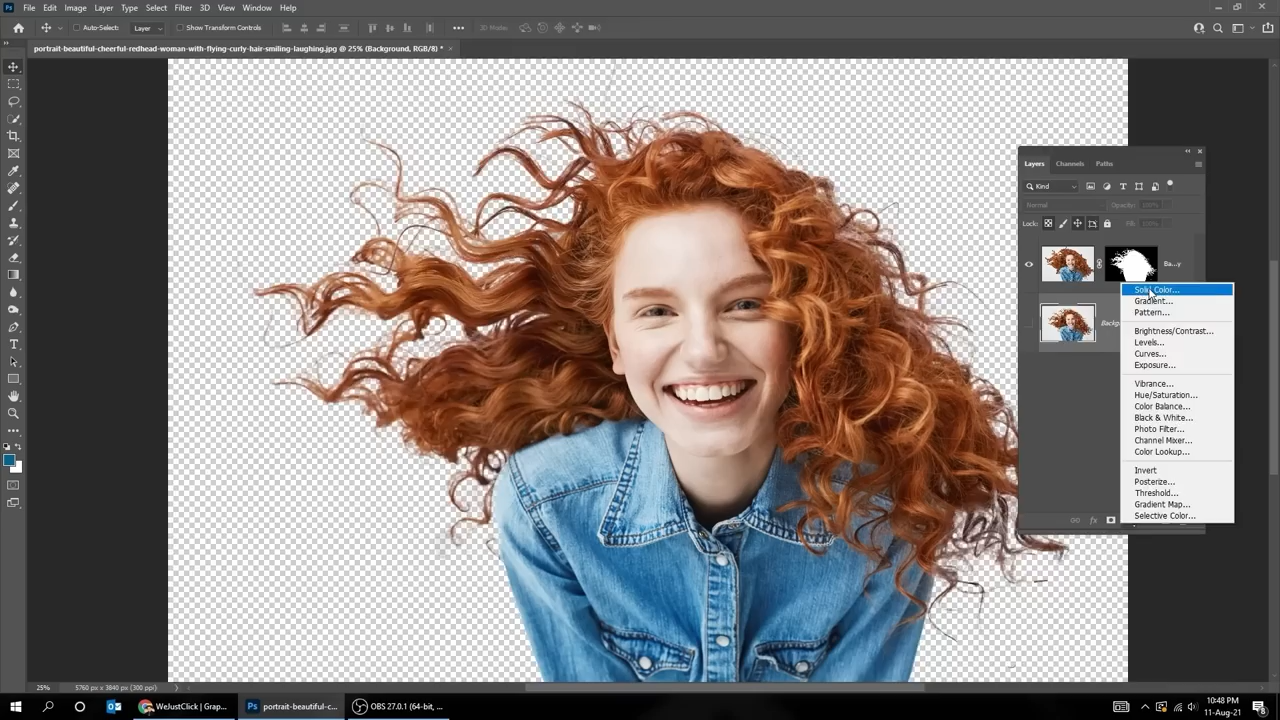 Ps File Edit Image Layer Type Select Filter 3D View Window Help
Auto-Select: Layer Show Transform Controls 3D Mode:
portrait-beautiful-cheerful-redhead-woman-with-flying-curly-hair-smiling-laughing.jpg @ 25% (Background, RGB/8) *
Layers Channels Paths
Kind
Normal Opacity: 100%
Lock: Fill: 100%
Ba...y
Backg
Solid Color...
Gradient...
Pattern...
Brightness/Contrast...
Levels...
Curves...
Exposure...
Vibrance...
Hue/Saturation...
Color Balance...
Black & White...
Photo Filter...
Channel Mixer...
Color Lookup...
Invert
Posterize...
Threshold...
Gradient Map...
Selective Color...
fx
25% 5760 px x 3840 px (300 ppi)
WeJustClick | Grap...
Ps portrait-beautiful-c...
OBS 27.0.1 (64-bit, ...
10:48 PM
11-Aug-21